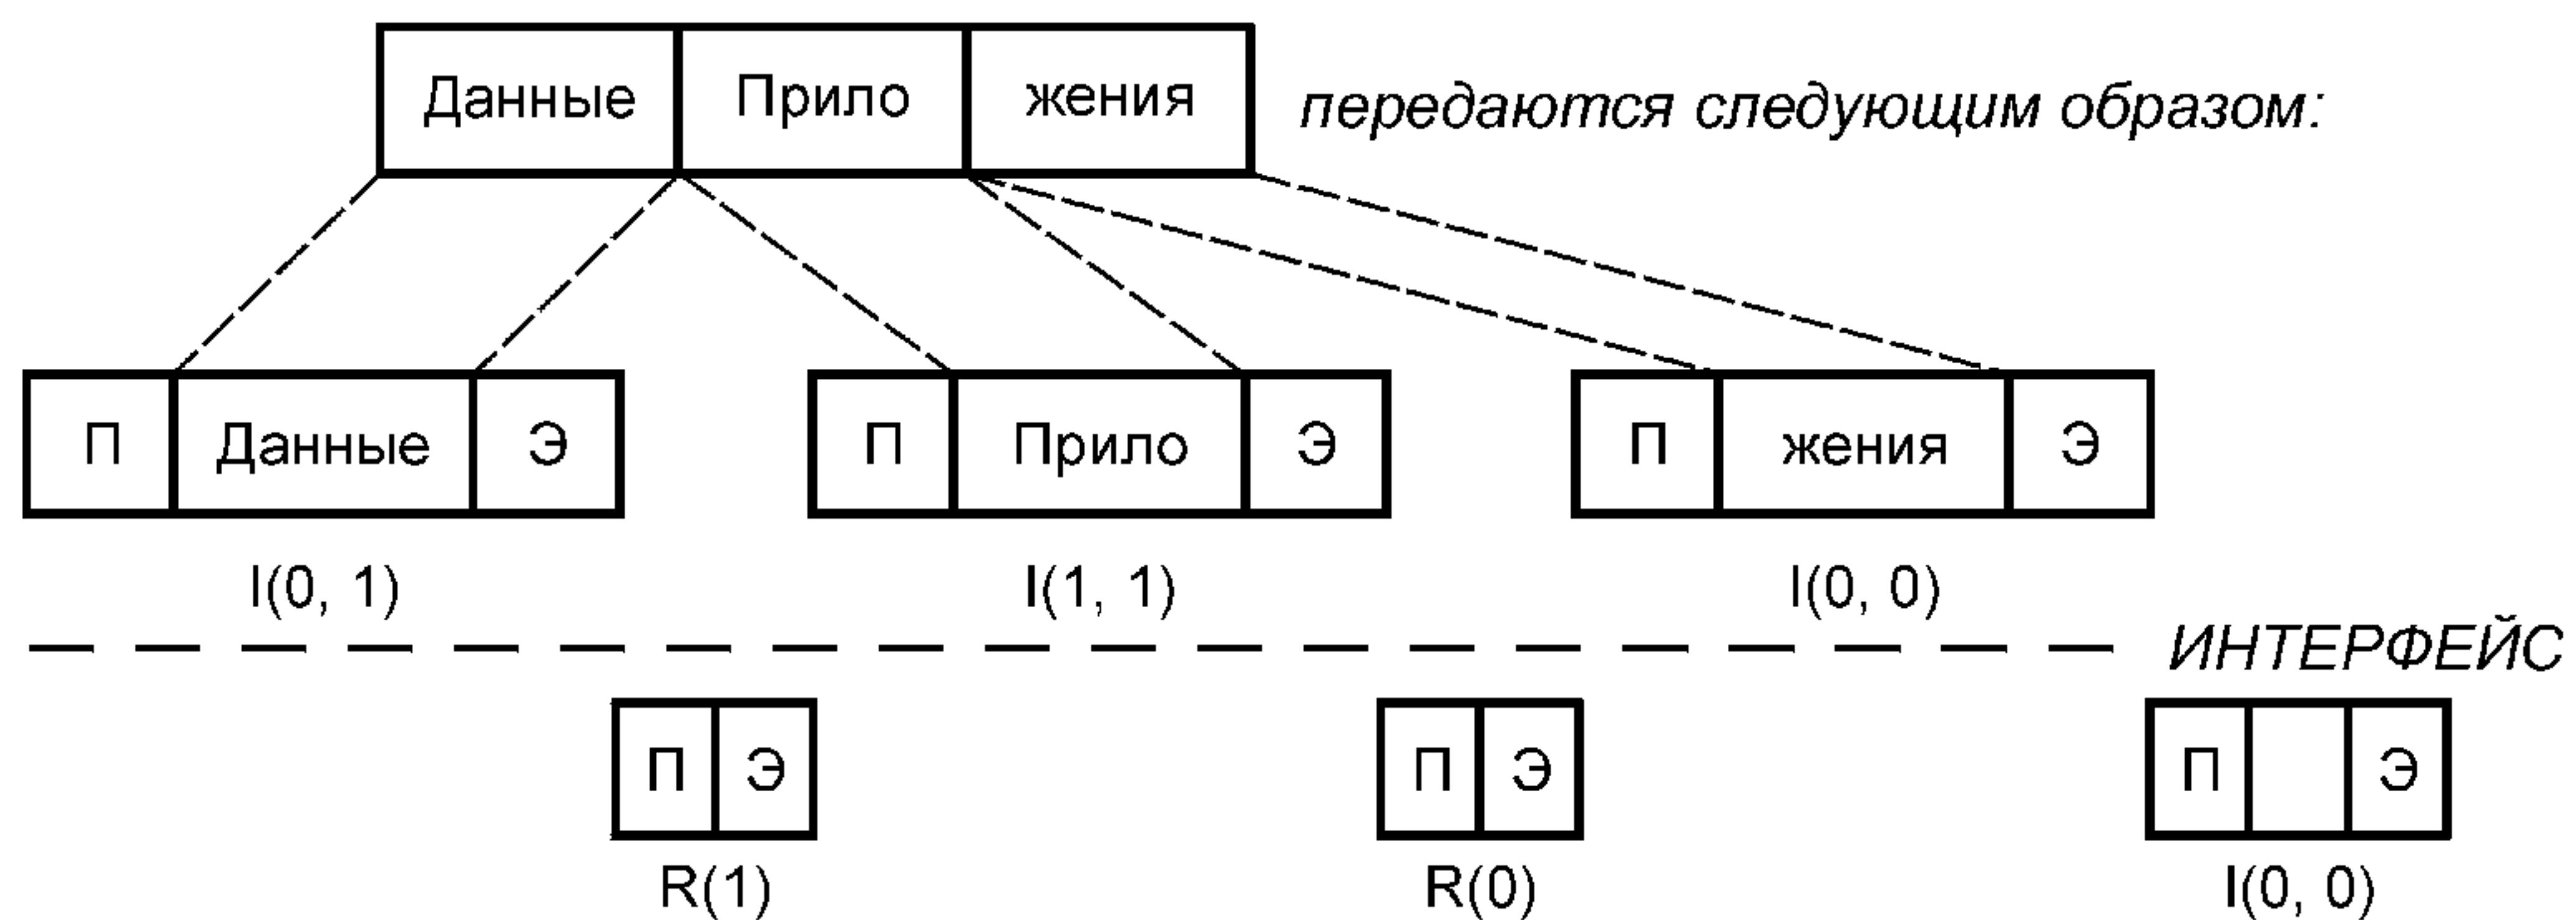 Данные Прило жения передаются следующим образом:
П Данные Э П Прило Э П жения Э
I(0, 1) I(1, 1) I(0, 0)
ИНТЕРФЕЙС
П Э П Э П Э
R(1) R(0) I(0, 0)